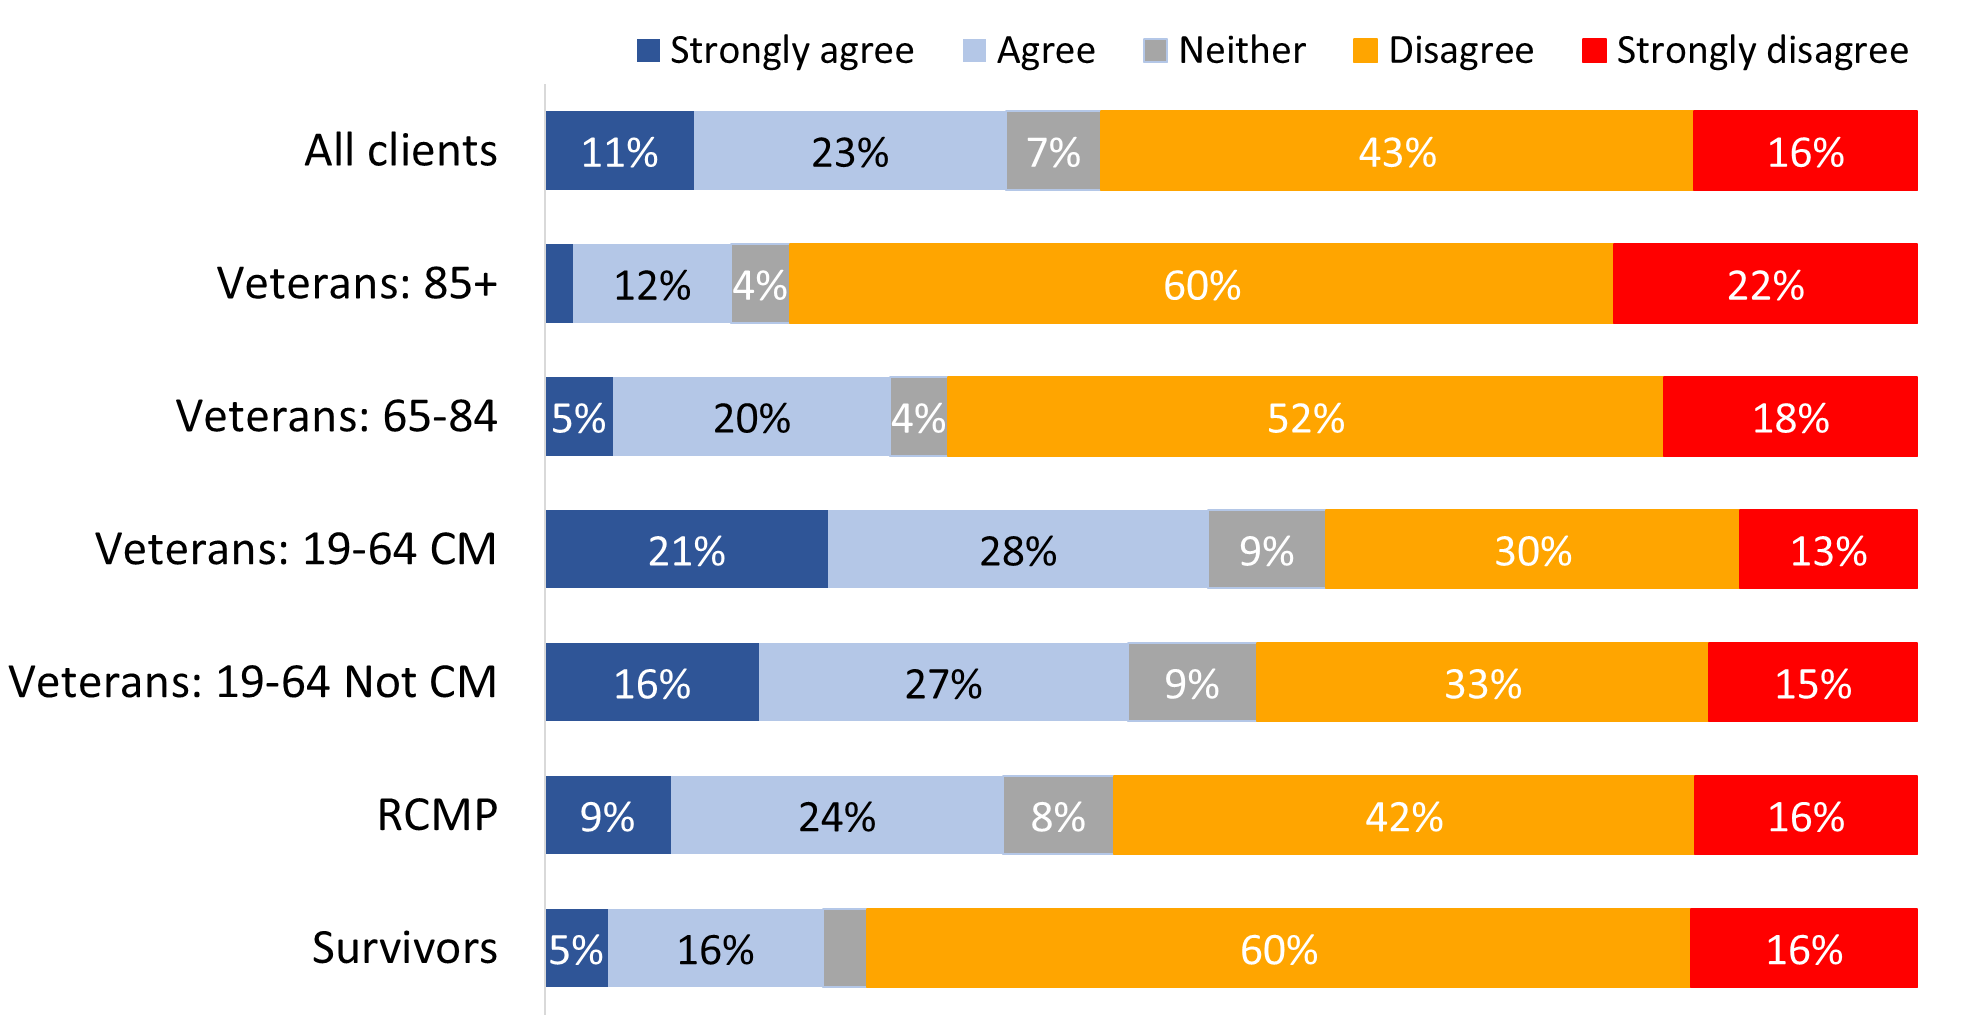 Strongly agree Agree Neither Disagree Strongly disagree
All clients 11% 23% 7% 43% 16%
Veterans: 85+ 12% 4% 60% 22%
Veterans: 65-84 5% 20% 4% 52% 18%
Veterans: 19-64 CM 21% 28% 9% 30% 13%
Veterans: 19-64 Not CM 16% 27% 9% 33% 15%
RCMP 9% 24% 8% 42% 16%
Survivors 5% 16% 60% 16%